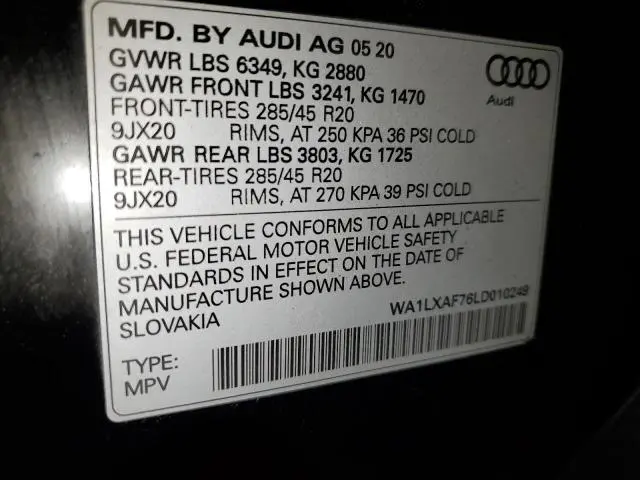 MFD. BY AUDI AG 05 20
GVWR LBS 6349, KG 2880
GAWR FRONT LBS 3241, KG 1470
FRONT-TIRES 285/45 R20
9JX20 RIMS, AT 250 KPA 36 PSI COLD
GAWR REAR LBS 3803, KG 1725
REAR-TIRES 285/45 R20
9JX20 RIMS, AT 270 KPA 39 PSI COLD
Audi
THIS VEHICLE CONFORMS TO ALL APPLICABLE
U.S. FEDERAL MOTOR VEHICLE SAFETY
STANDARDS IN EFFECT ON THE DATE OF
MANUFACTURE SHOWN ABOVE.
SLOVAKIA
WA1LXAF76LD010249
TYPE:
MPV